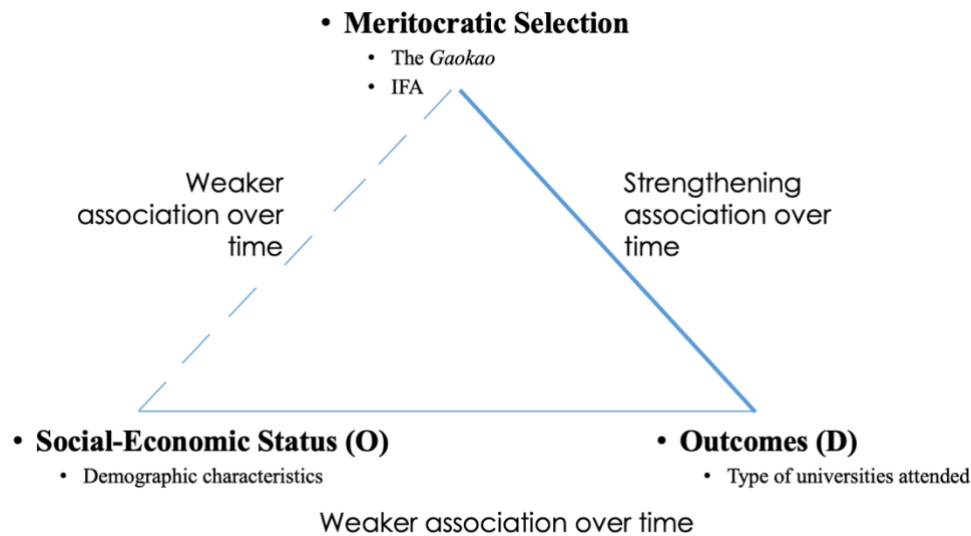 • Meritocratic Selection
• The Gaokao
• IFA
Weaker
association over
time
Strengthening
association over
time
• Social-Economic Status (O)
• Demographic characteristics
• Outcomes (D)
• Type of universities attended
Weaker association over time